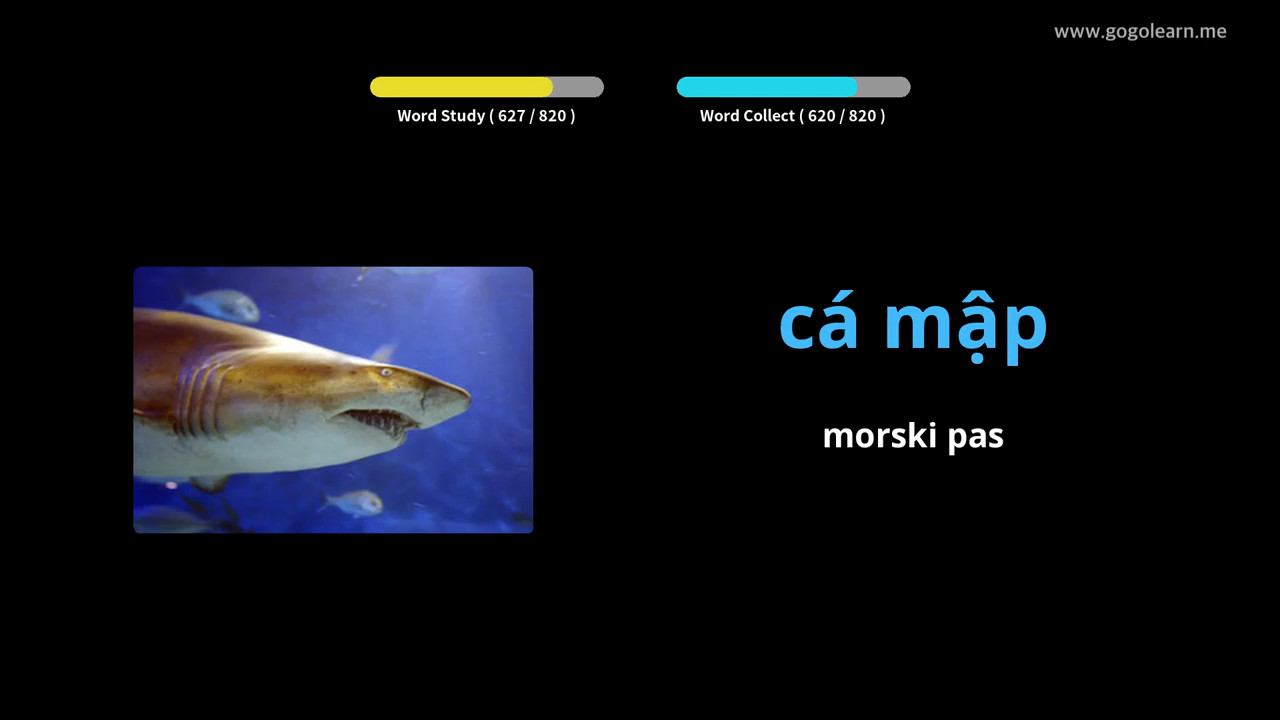 www.gogolearn.me
Word Study ( 627 / 820 )
Word Collect ( 620 / 820 )
cá mập
morski pas